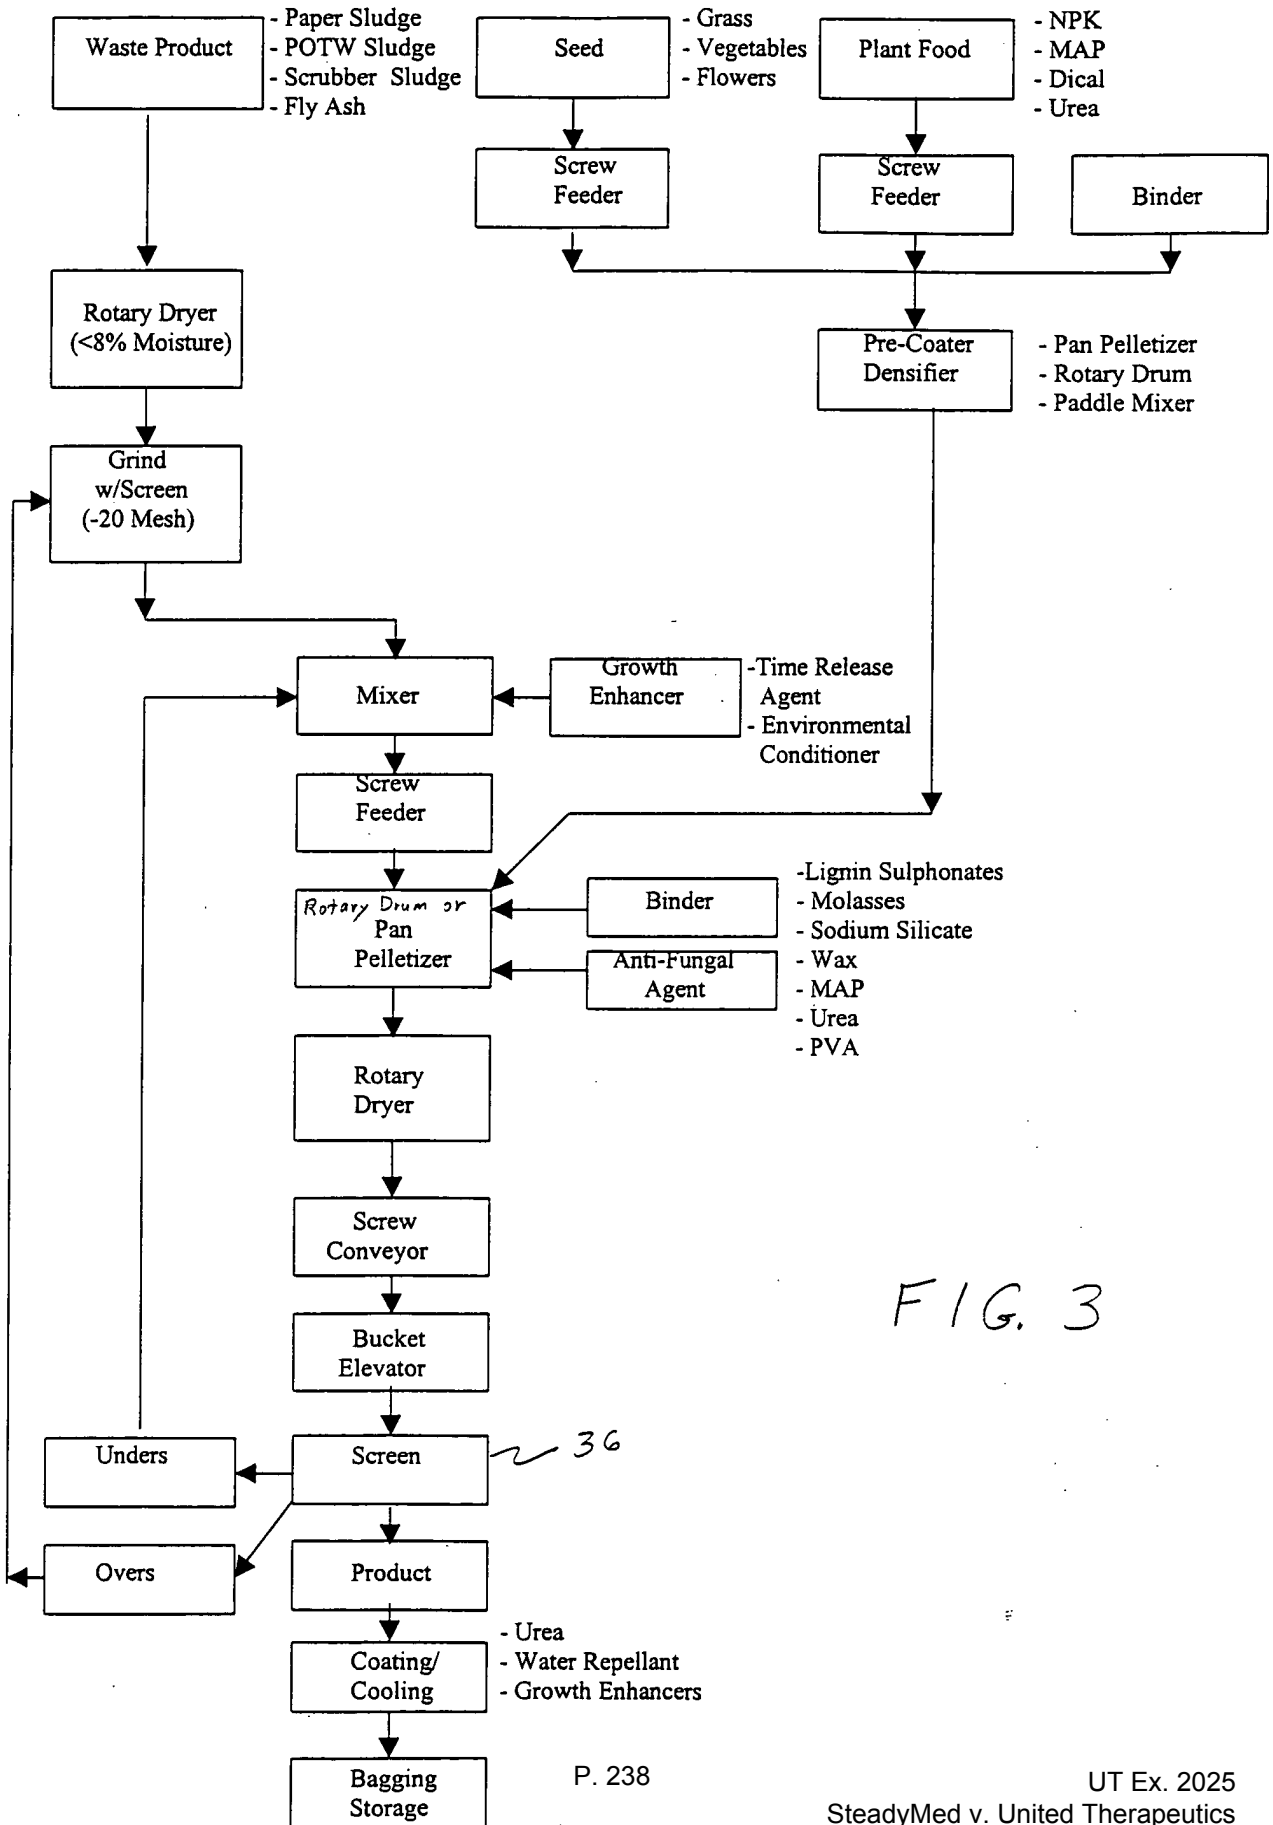 Waste Product
- Paper Sludge
- POTW Sludge
- Scrubber Sludge
- Fly Ash
Seed
- Grass
- Vegetables
- Flowers
Plant Food
- NPK
- MAP
- Dical
- Urea
Screw
Feeder
Screw
Feeder
Binder
Rotary Dryer
(<8% Moisture)
Pre-Coater
Densifier
- Pan Pelletizer
- Rotary Drum
- Paddle Mixer
Grind
w/Screen
(-20 Mesh)
Mixer
Growth
Enhancer
-Time Release
Agent
- Environmental
Conditioner
Screw
Feeder
Rotary Drum or
Pan
Pelletizer
Binder
Anti-Fungal
Agent
-Lignin Sulphonates
- Molasses
- Sodium Silicate
- Wax
- MAP
- Urea
- PVA
Rotary
Dryer
Screw
Conveyor
FIG. 3
Bucket
Elevator
Unders
Screen
36
Overs
Product
Coating/
Cooling
- Urea
- Water Repellant
- Growth Enhancers
Bagging
Storage
P. 238
UT Ex. 2025
SteadyMed v. United Therapeutics